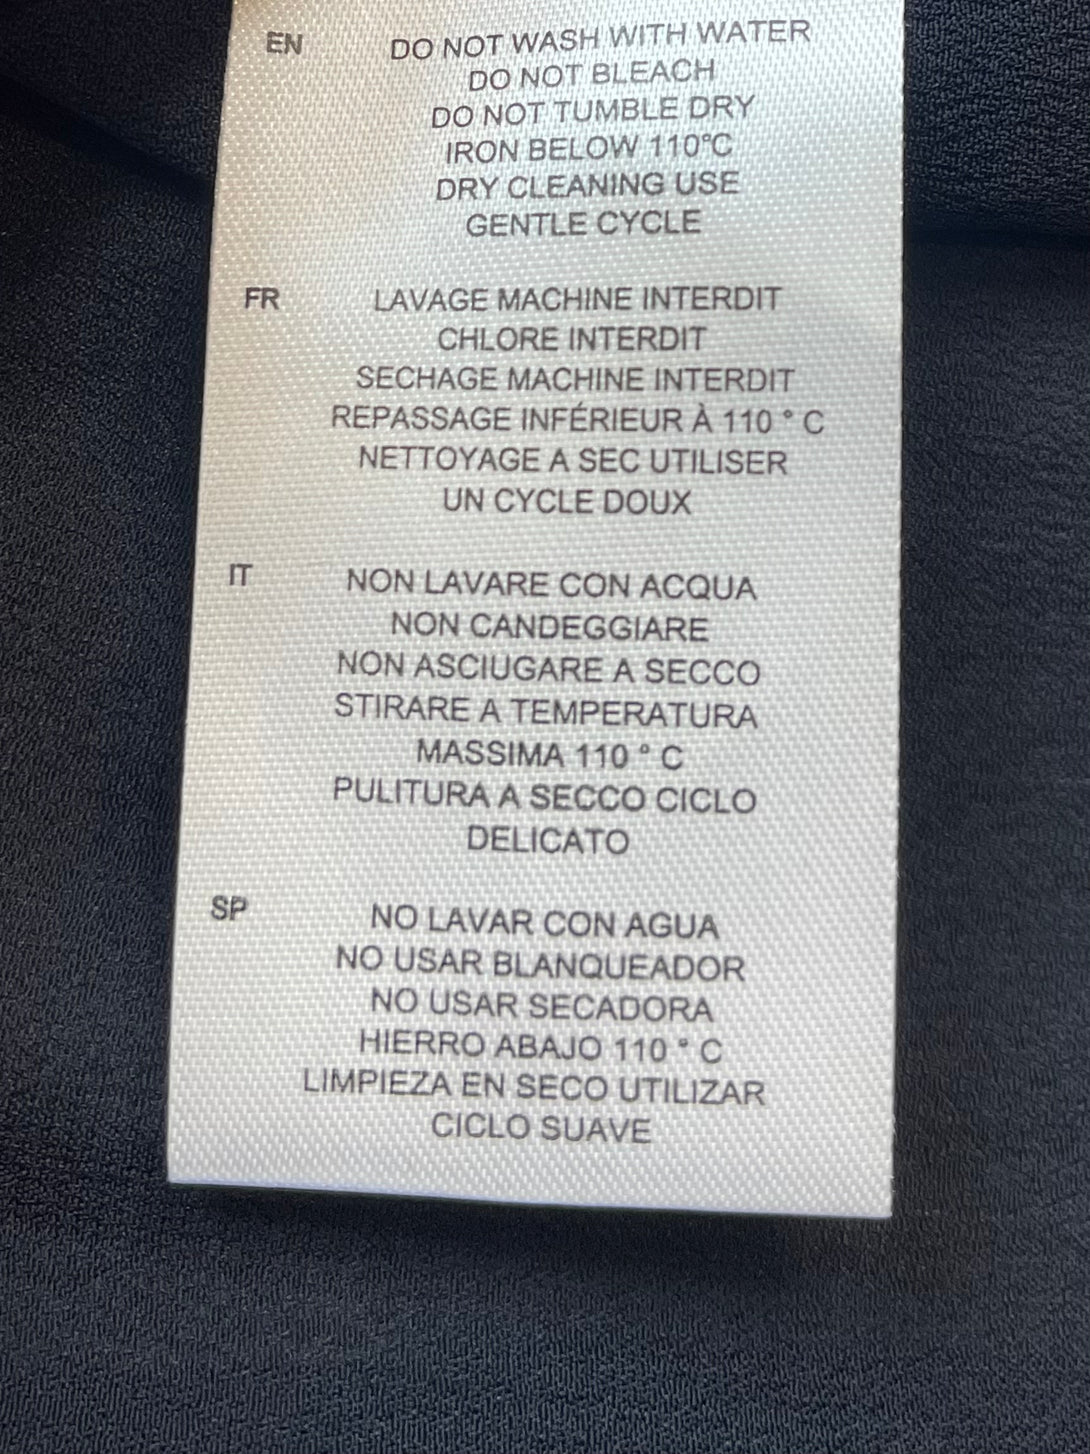 EN
DO NOT WASH WITH WATER
DO NOT BLEACH
DO NOT TUMBLE DRY
IRON BELOW 110°C
DRY CLEANING USE
GENTLE CYCLE
FR
LAVAGE MACHINE INTERDIT
CHLORE INTERDIT
SECHAGE MACHINE INTERDIT
REPASSAGE INFÉRIEUR À 110 ° C
NETTOYAGE A SEC UTILISER
UN CYCLE DOUX
IT
NON LAVARE CON ACQUA
NON CANDEGGIARE
NON ASCIUGARE A SECCO
STIRARE A TEMPERATURA
MASSIMA 110 ° C
PULITURA A SECCO CICLO
DELICATO
SP
NO LAVAR CON AGUA
NO USAR BLANQUEADOR
NO USAR SECADORA
HIERRO ABAJO 110 ° C
LIMPIEZA EN SECO UTILIZAR
CICLO SUAVE